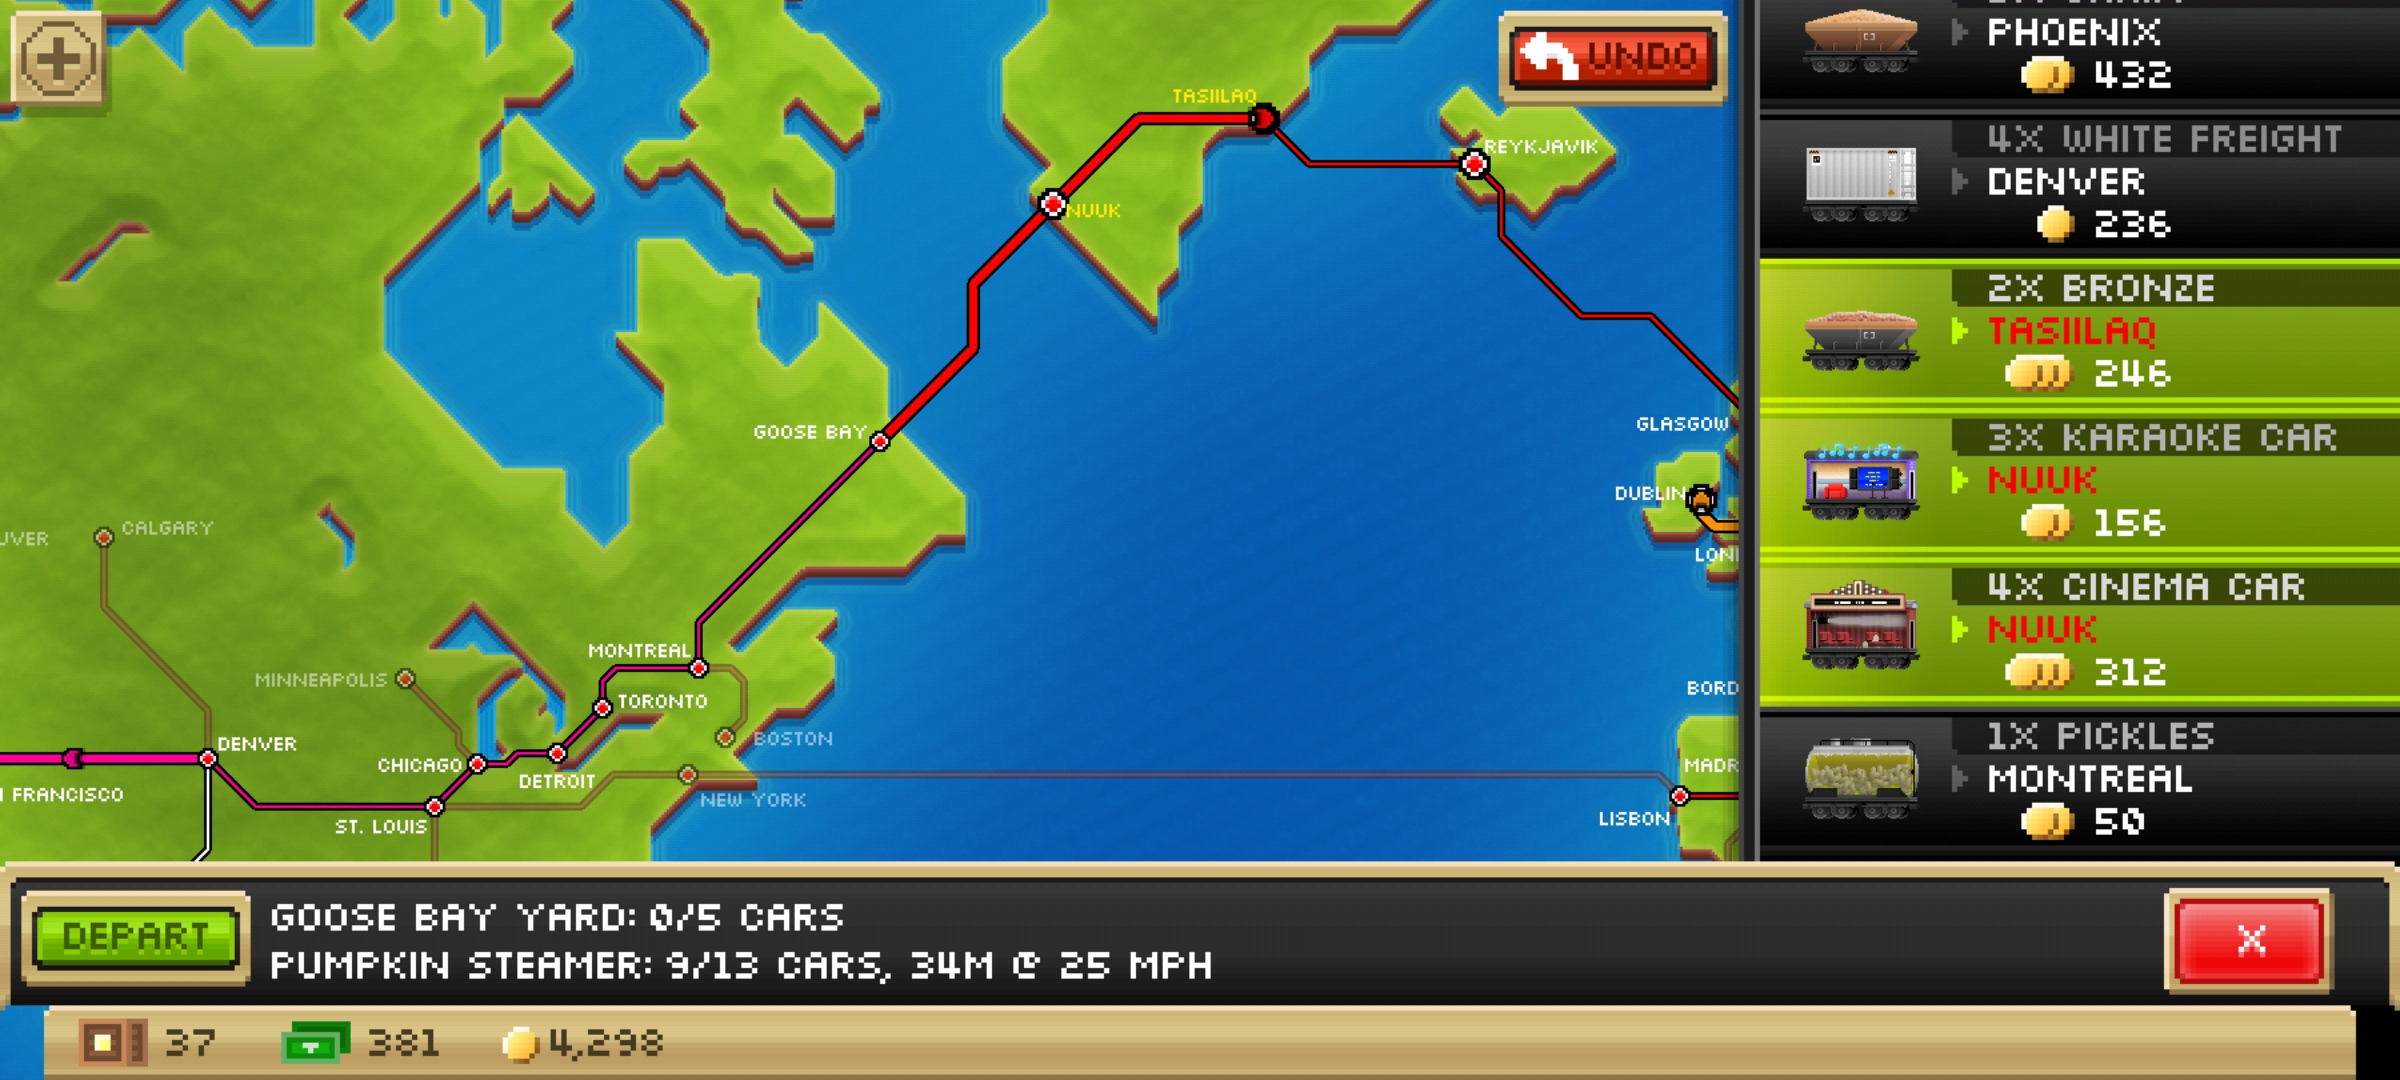 UNDO
TASIILAQ
REYKJAVIK
NUUK
GLASGOW
GOOSE BAY
DUBLIN
CALGARY
MONTREAL
MINNEAPOLIS
TORONTO
BOSTON
DENVER
CHICAGO
DETROIT
FRANCISCO
NEW YORK
ST. LOUIS
LISBON
PHOENIX
432
4X WHITE FREIGHT
DENVER
236
2X BRONZE
TASIILAQ
246
3X KARAOKE CAR
NUUK
156
4X CINEMA CAR
NUUK
312
1X PICKLES
MONTREAL
50
DEPART
GOOSE BAY YARD: 0/5 CARS
PUMPKIN STEAMER: 9/13 CARS, 34M @ 25 MPH
X
37
381
4,298